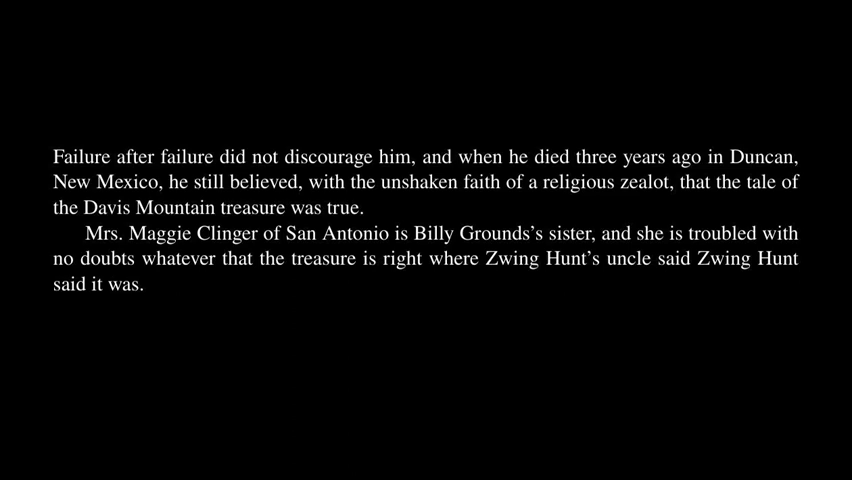 Failure after failure did not discourage him, and when he died three years ago in Duncan,
New Mexico, he still believed, with the unshaken faith of a religious zealot, that the tale of
the Davis Mountain treasure was true.
Mrs. Maggie Clinger of San Antonio is Billy Grounds’s sister, and she is troubled with
no doubts whatever that the treasure is right where Zwing Hunt’s uncle said Zwing Hunt
said it was.